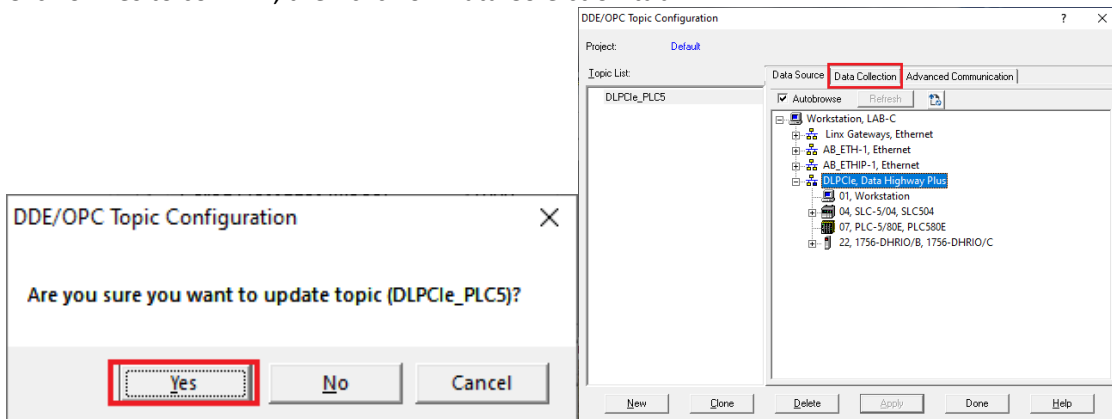 DDE/OPC Topic Configuration ? X
Project: Default
Topic List:
DLPCIe_PLC5
Data Source Data Collection Advanced Communication
Autobrowse Refresh
Workstation, LAB-C
Linx Gateways, Ethernet
AB_ETH-1, Ethernet
AB_ETHIP-1, Ethernet
DLPCIe, Data Highway Plus
01, Workstation
04, SLC-5/04, SLC504
07, PLC-5/80E, PLC580E
22, 1756-DHRIO/B, 1756-DHRIO/C
New Clone Delete Apply Done Help
DDE/OPC Topic Configuration
Are you sure you want to update topic (DLPCIe_PLC5)?
Yes No Cancel